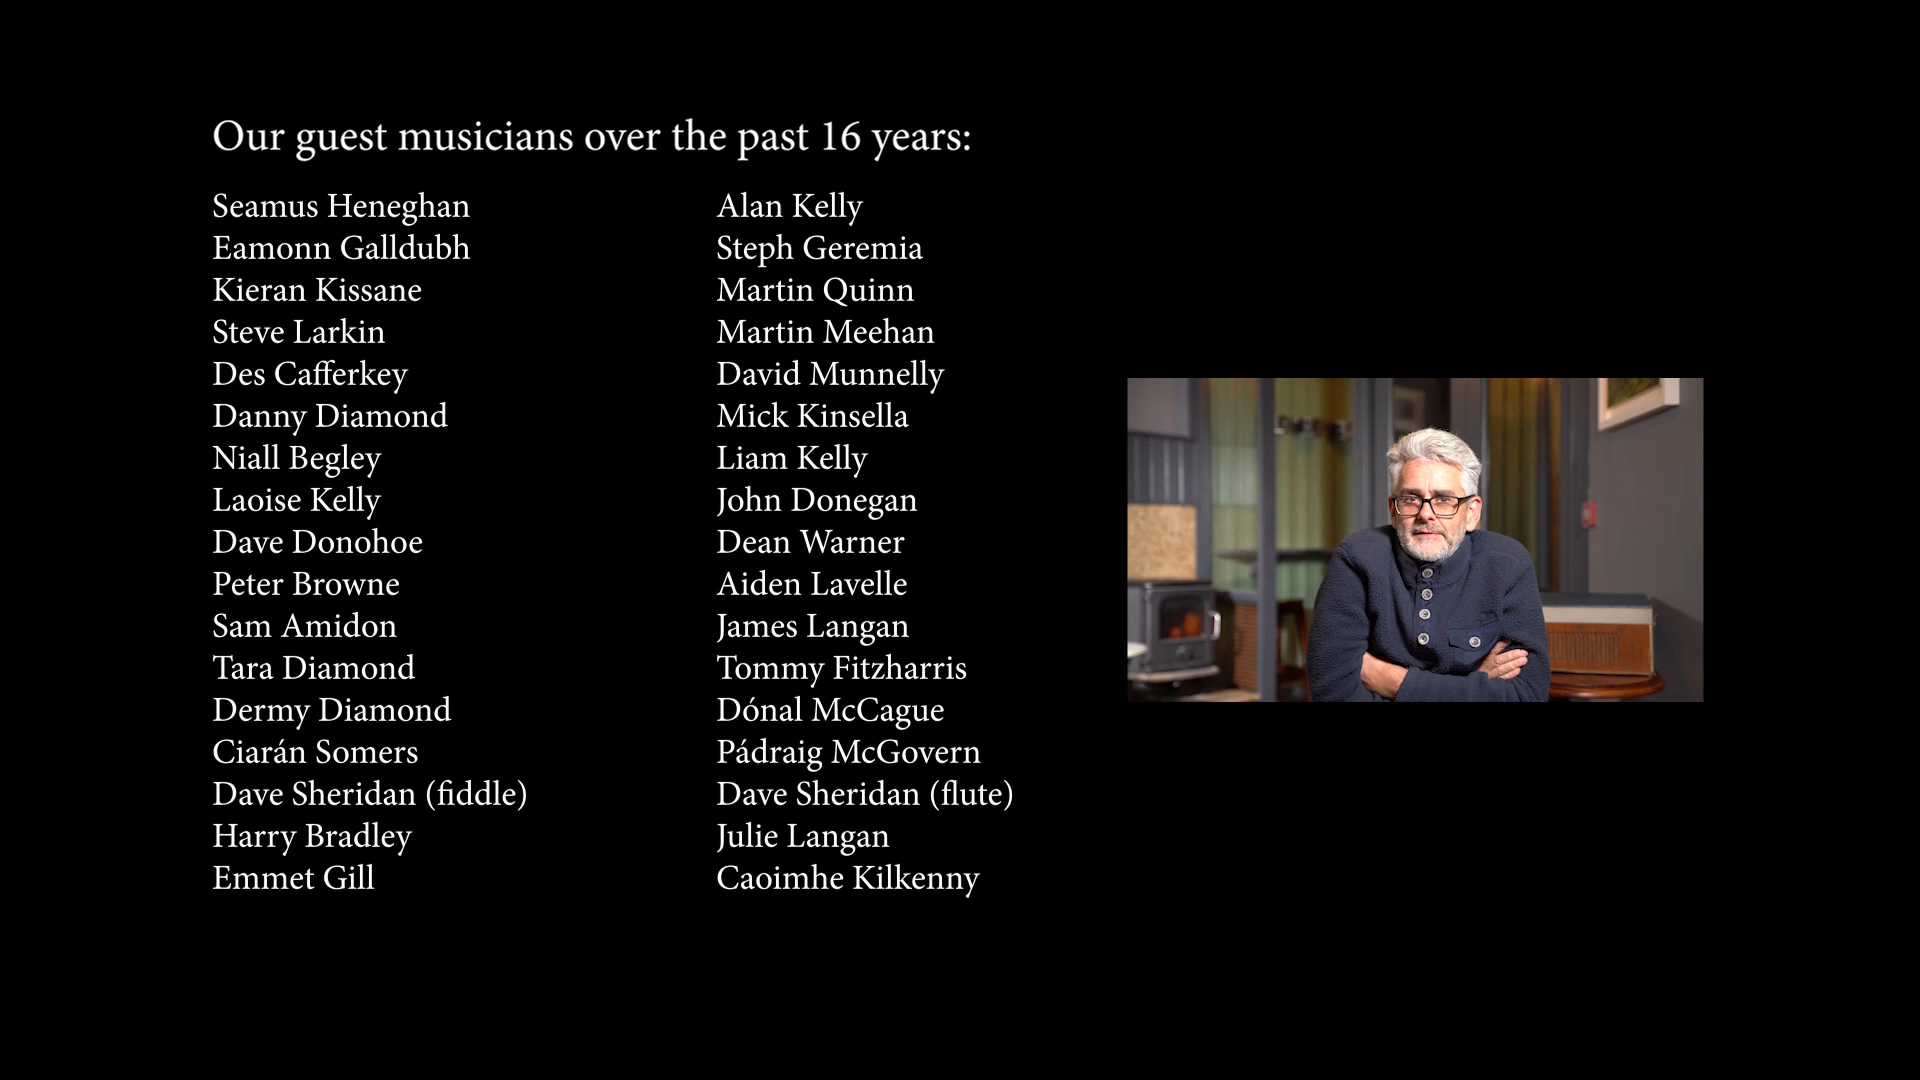 Our guest musicians over the past 16 years:
Seamus Heneghan
Eamonn Galldubh
Kieran Kissane
Steve Larkin
Des Cafferkey
Danny Diamond
Niall Begley
Laoise Kelly
Dave Donohoe
Peter Browne
Sam Amidon
Tara Diamond
Dermy Diamond
Ciarán Somers
Dave Sheridan (fiddle)
Harry Bradley
Emmet Gill
Alan Kelly
Steph Geremia
Martin Quinn
Martin Meehan
David Munnelly
Mick Kinsella
Liam Kelly
John Donegan
Dean Warner
Aiden Lavelle
James Langan
Tommy Fitzharris
Dónal McCague
Pádraig McGovern
Dave Sheridan (flute)
Julie Langan
Caoimhe Kilkenny